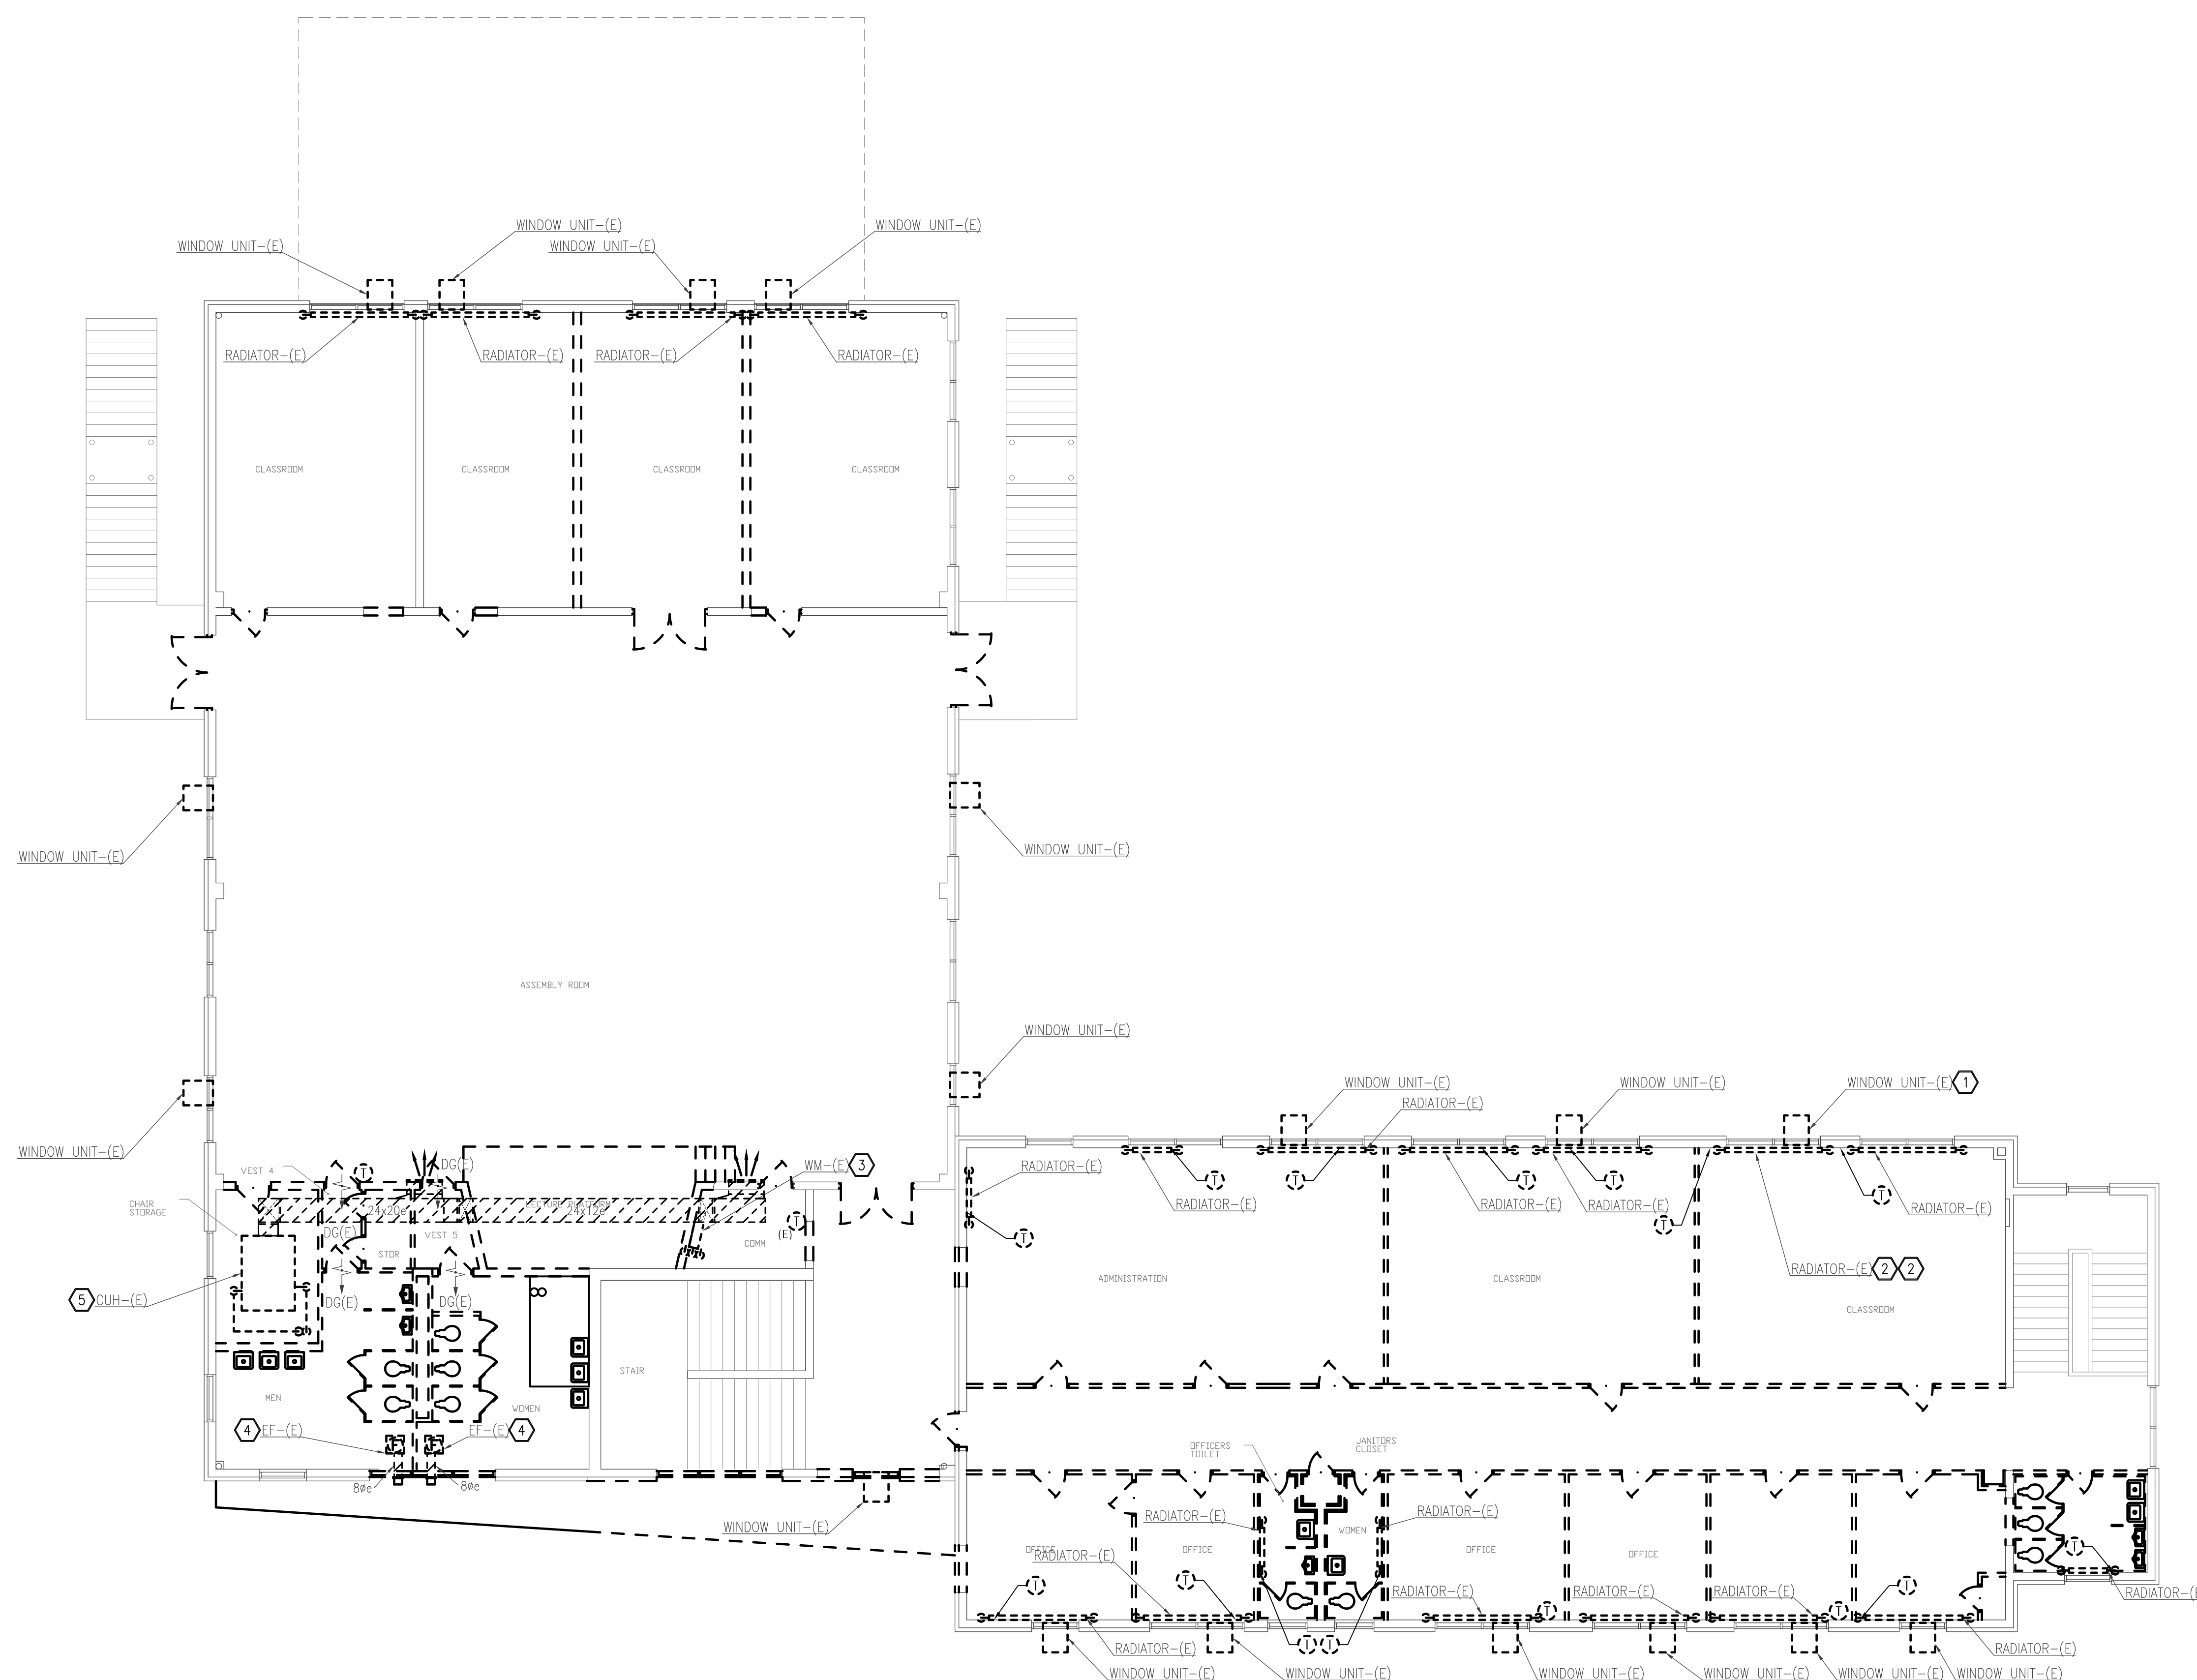 WINDOW UNIT-(E)
WINDOW UNIT-(E)
WINDOW UNIT-(E)
WINDOW UNIT-(E)
RADIATOR-(E)
RADIATOR-(E)
RADIATOR-(E)
RADIATOR-(E)
CLASSROOM
CLASSROOM
CLASSROOM
CLASSROOM
WINDOW UNIT-(E)
WINDOW UNIT-(E)
ASSEMBLY ROOM
WINDOW UNIT-(E)
WINDOW UNIT-(E)
WINDOW UNIT-(E)
WINDOW UNIT-(E)
WINDOW UNIT-(E) 1
RADIATOR-(E)
VEST 4
T
DG(E)
WM-(E) 3
RADIATOR-(E)
CHAIR
STORAGE
24x20e
LECTURE PLATFORM
24x12e
T
(E)
T
T
RADIATOR-(E)
RADIATOR-(E)
T
T
RADIATOR-(E)
T
T
RADIATOR-(E)
DG(E)
VEST 5
STOR
COMM
T
ADMINISTRATION
CLASSROOM
RADIATOR-(E) 2 2
CLASSROOM
5 CUH-(E)
DG(E)
DG(E)
STAIR
MEN
WOMEN
4 EF-(E)
EF-(E) 4
F
F
8øe
8øe
OFFICERS
TOILET
JANITORS
CLOSET
WINDOW UNIT-(E)
RADIATOR-(E)
RADIATOR-(E)
WOMEN
OFFICE
RADIATOR-(E)
OFFICE
OFFICE
OFFICE
T
T
T
RADIATOR-(E)
T
RADIATOR-(E)
RADIATOR-(E)
T
T
RADIATOR-(E
RADIATOR-(E)
T
T
RADIATOR-(E)
WINDOW UNIT-(E)
WINDOW UNIT-(E)
WINDOW UNIT-(E)
WINDOW UNIT-(E)
WINDOW UNIT-(E)
WINDOW UNIT-(E)